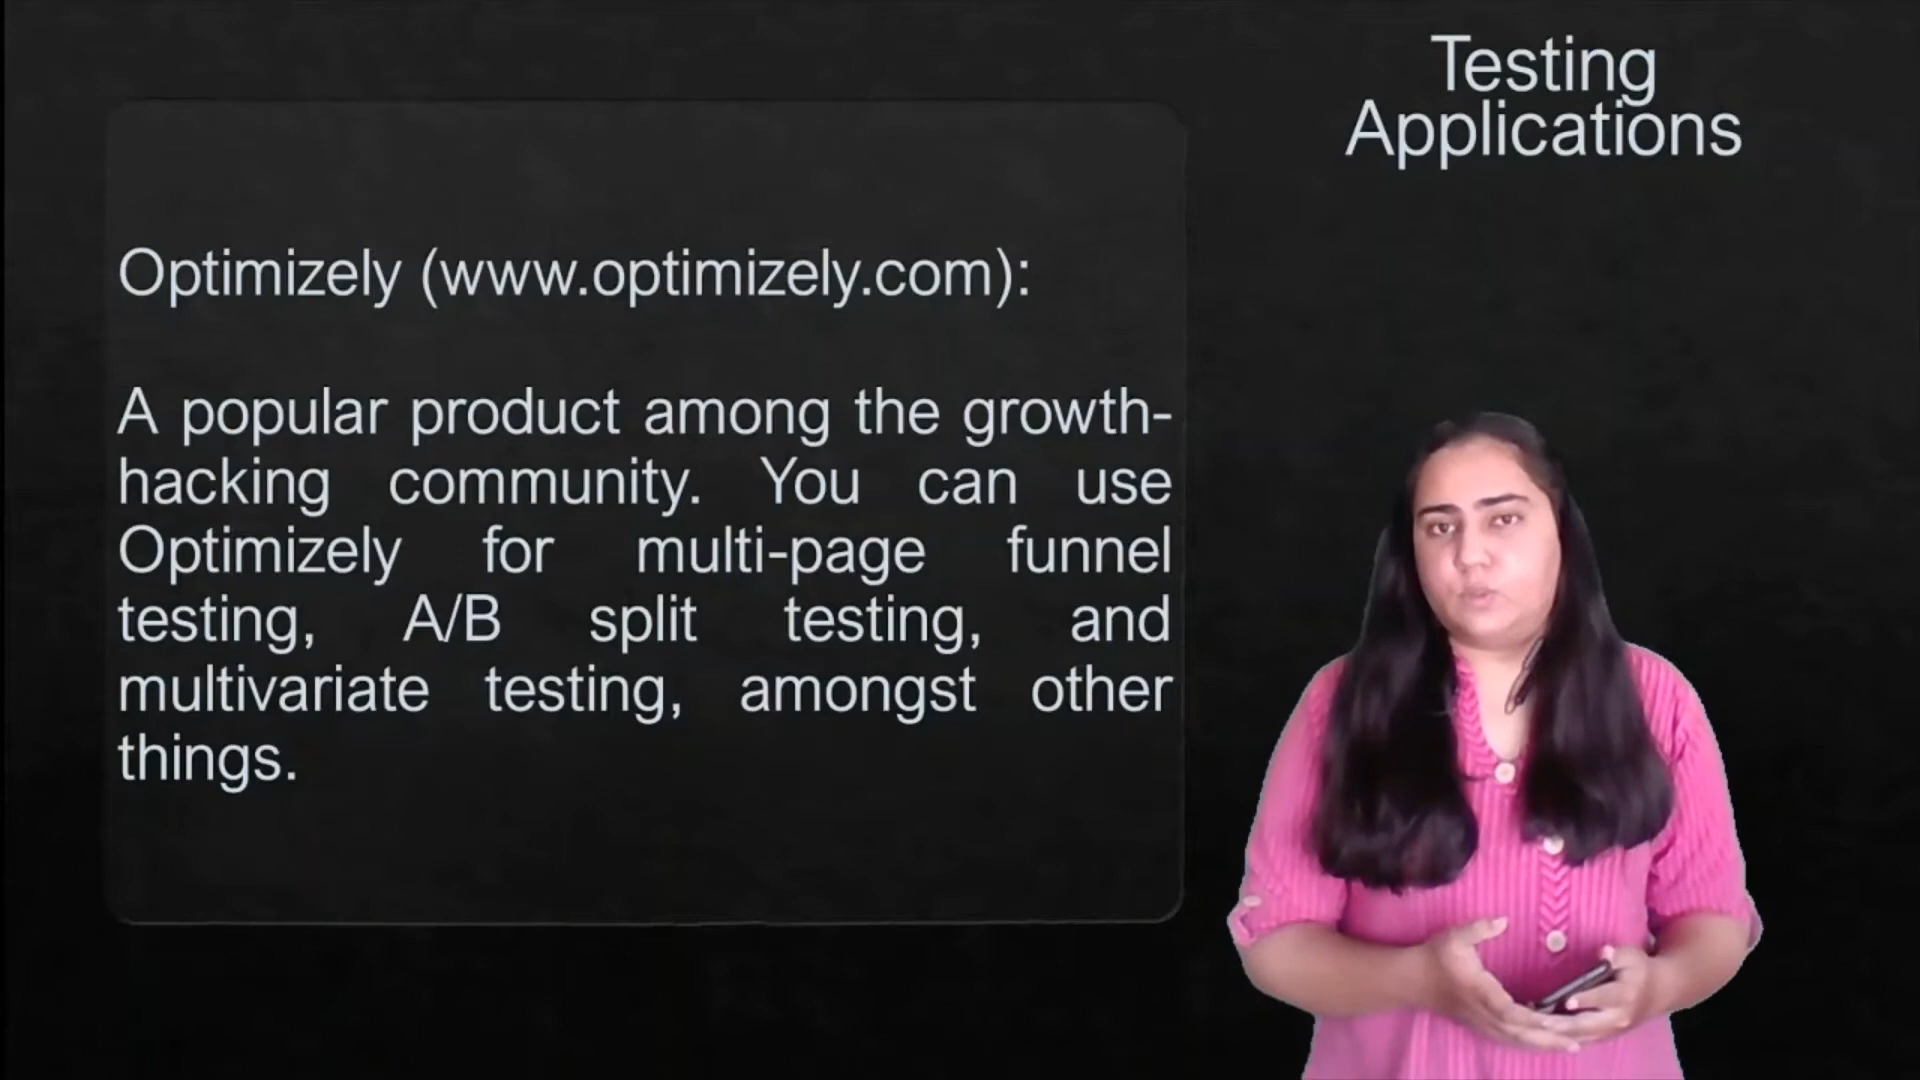 Testing
Applications
Optimizely (www.optimizely.com):
A popular product among the growth-
hacking community. You can use
Optimizely for multi-page funnel
testing, A/B split testing, and
multivariate testing, amongst other
things.